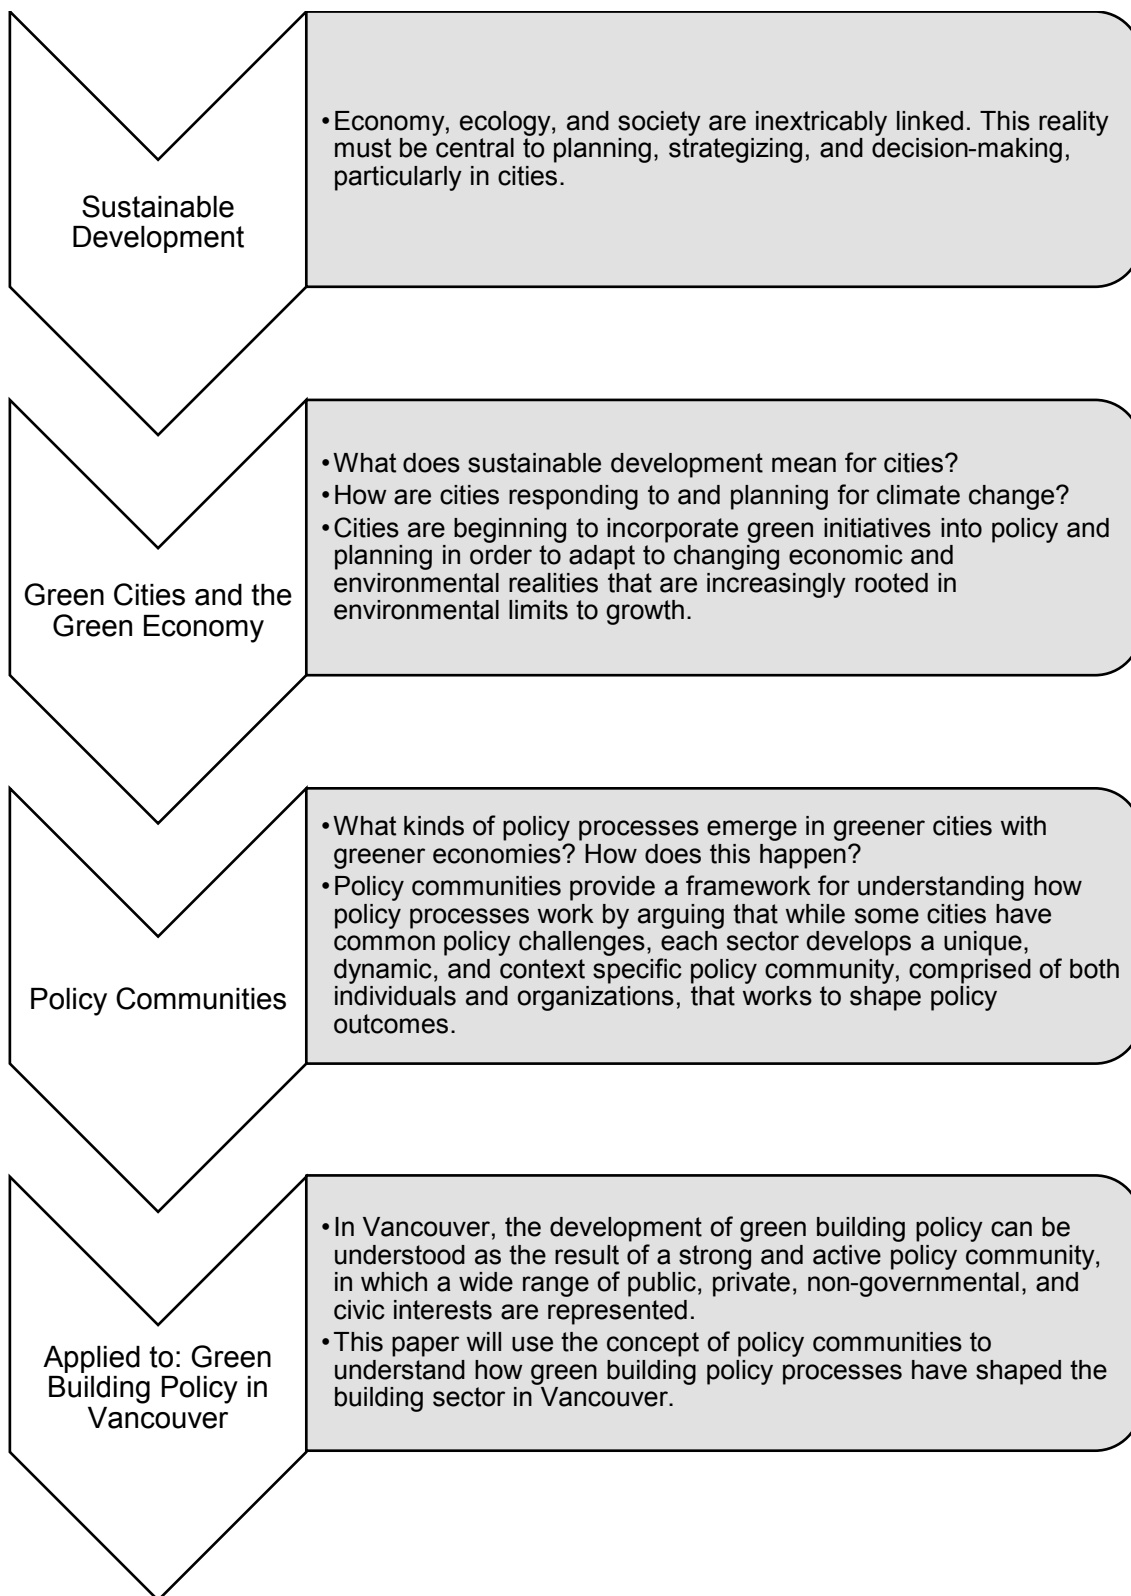 Sustainable
Development
•Economy, ecology, and society are inextricably linked. This reality
must be central to planning, strategizing, and decision-making,
particularly in cities.
Green Cities and the
Green Economy
•What does sustainable development mean for cities?
•How are cities responding to and planning for climate change?
•Cities are beginning to incorporate green initiatives into policy and
planning in order to adapt to changing economic and
environmental realities that are increasingly rooted in
environmental limits to growth.
Policy Communities
•What kinds of policy processes emerge in greener cities with
greener economies? How does this happen?
•Policy communities provide a framework for understanding how
policy processes work by arguing that while some cities have
common policy challenges, each sector develops a unique,
dynamic, and context specific policy community, comprised of both
individuals and organizations, that works to shape policy
outcomes.
Applied to: Green
Building Policy in
Vancouver
•In Vancouver, the development of green building policy can be
understood as the result of a strong and active policy community,
in which a wide range of public, private, non-governmental, and
civic interests are represented.
•This paper will use the concept of policy communities to
understand how green building policy processes have shaped the
building sector in Vancouver.